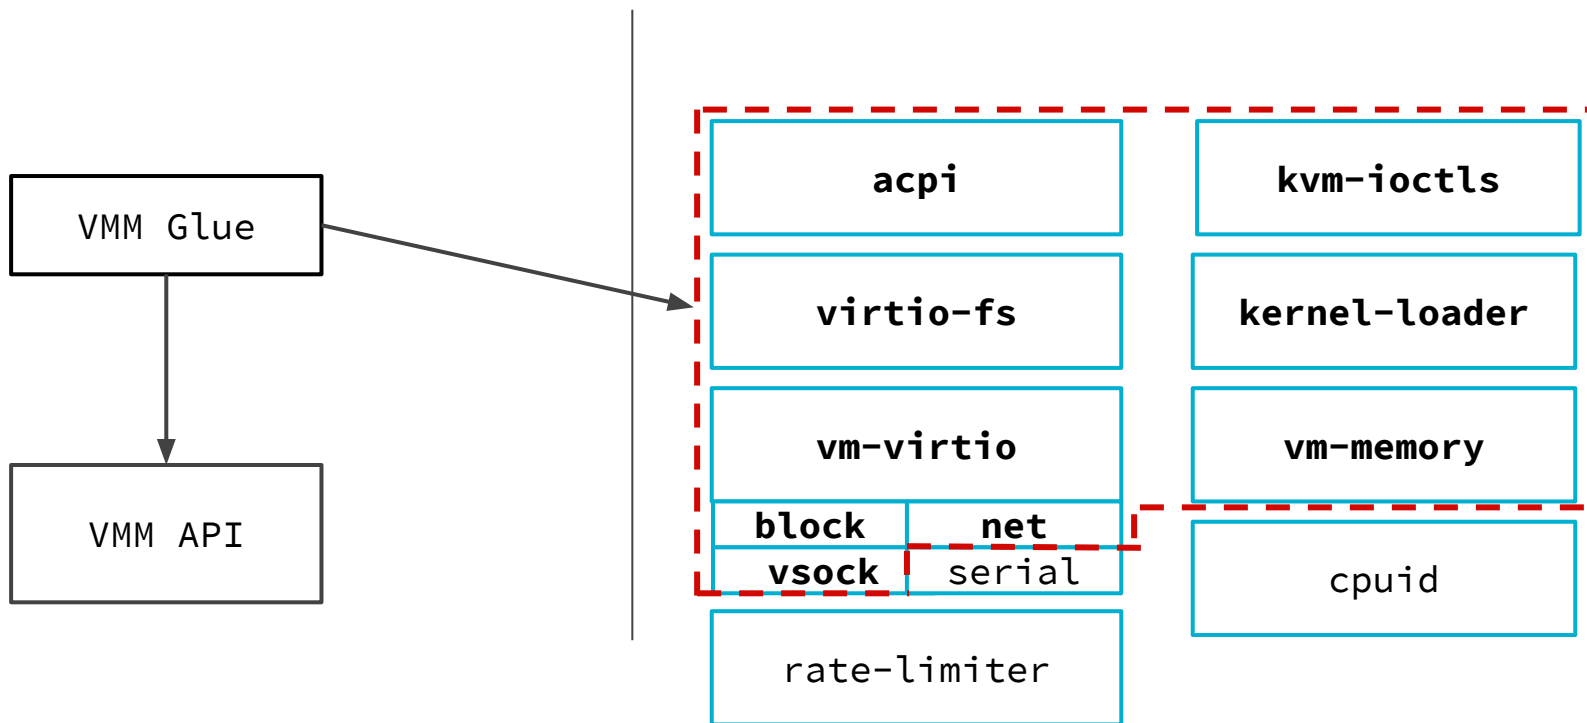 VMM Glue
VMM API
acpi
kvm-ioctls
virtio-fs
kernel-loader
vm-virtio
vm-memory
block
net
vsock
serial
cpuid
rate-limiter